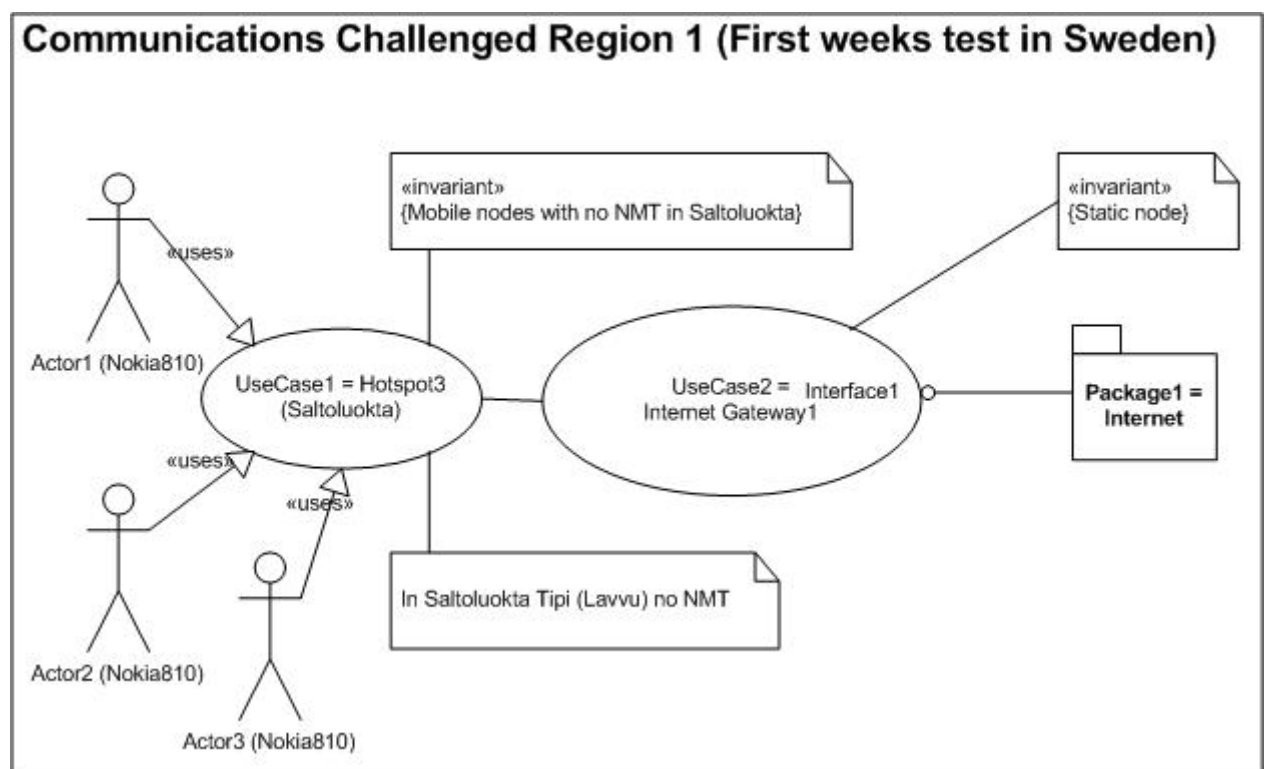 Communications Challenged Region 1 (First weeks test in Sweden)
«invariant»
{Mobile nodes with no NMT in Saltoluokta}
«invariant»
{Static node}
«uses»
Actor1 (Nokia810)
UseCase1 = Hotspot3
(Saltoluokta)
UseCase2 =
Internet Gateway1
Interface1
Package1 =
Internet
«uses»
«uses»
In Saltoluokta Tipi (Lavvu) no NMT
Actor2 (Nokia810)
Actor3 (Nokia810)